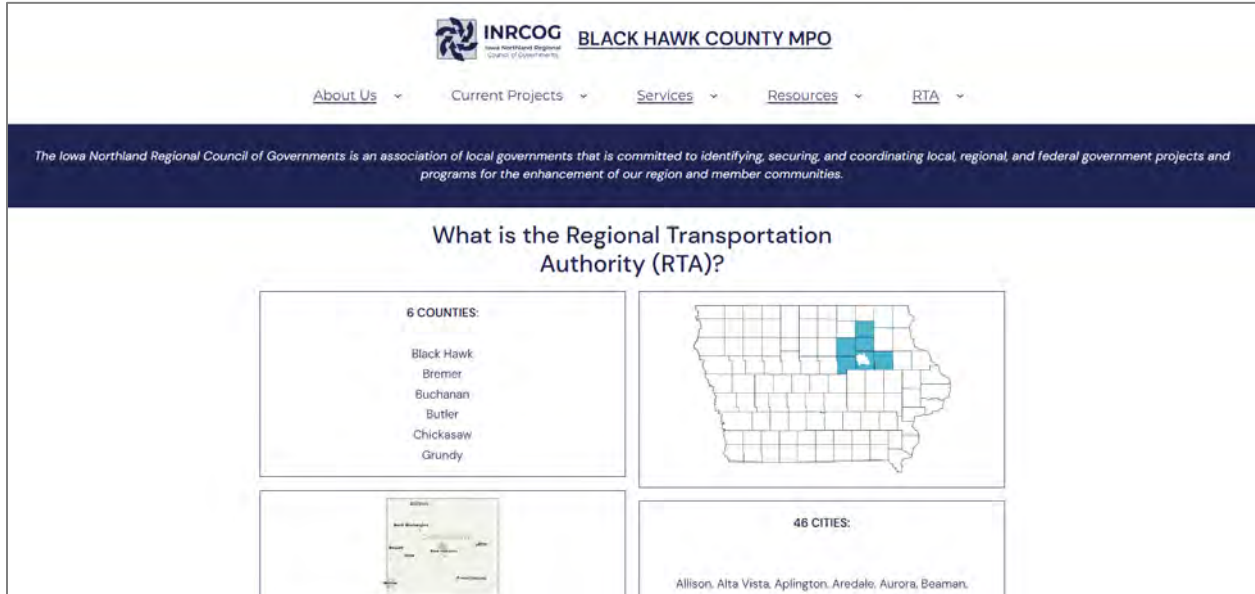 INRCOG
Iowa Northland Regional
Council of Governments
BLACK HAWK COUNTY MPO
About Us
Current Projects
Services
Resources
RTA
The Iowa Northland Regional Council of Governments is an association of local governments that is committed to identifying, securing, and coordinating local, regional, and federal government projects and
programs for the enhancement of our region and member communities.
What is the Regional Transportation
Authority (RTA)?
6 COUNTIES:
Black Hawk
Bremer
Buchanan
Butler
Chickasaw
Grundy
46 CITIES:
Allison, Alta Vista, Aplington, Aredale, Aurora, Beaman,